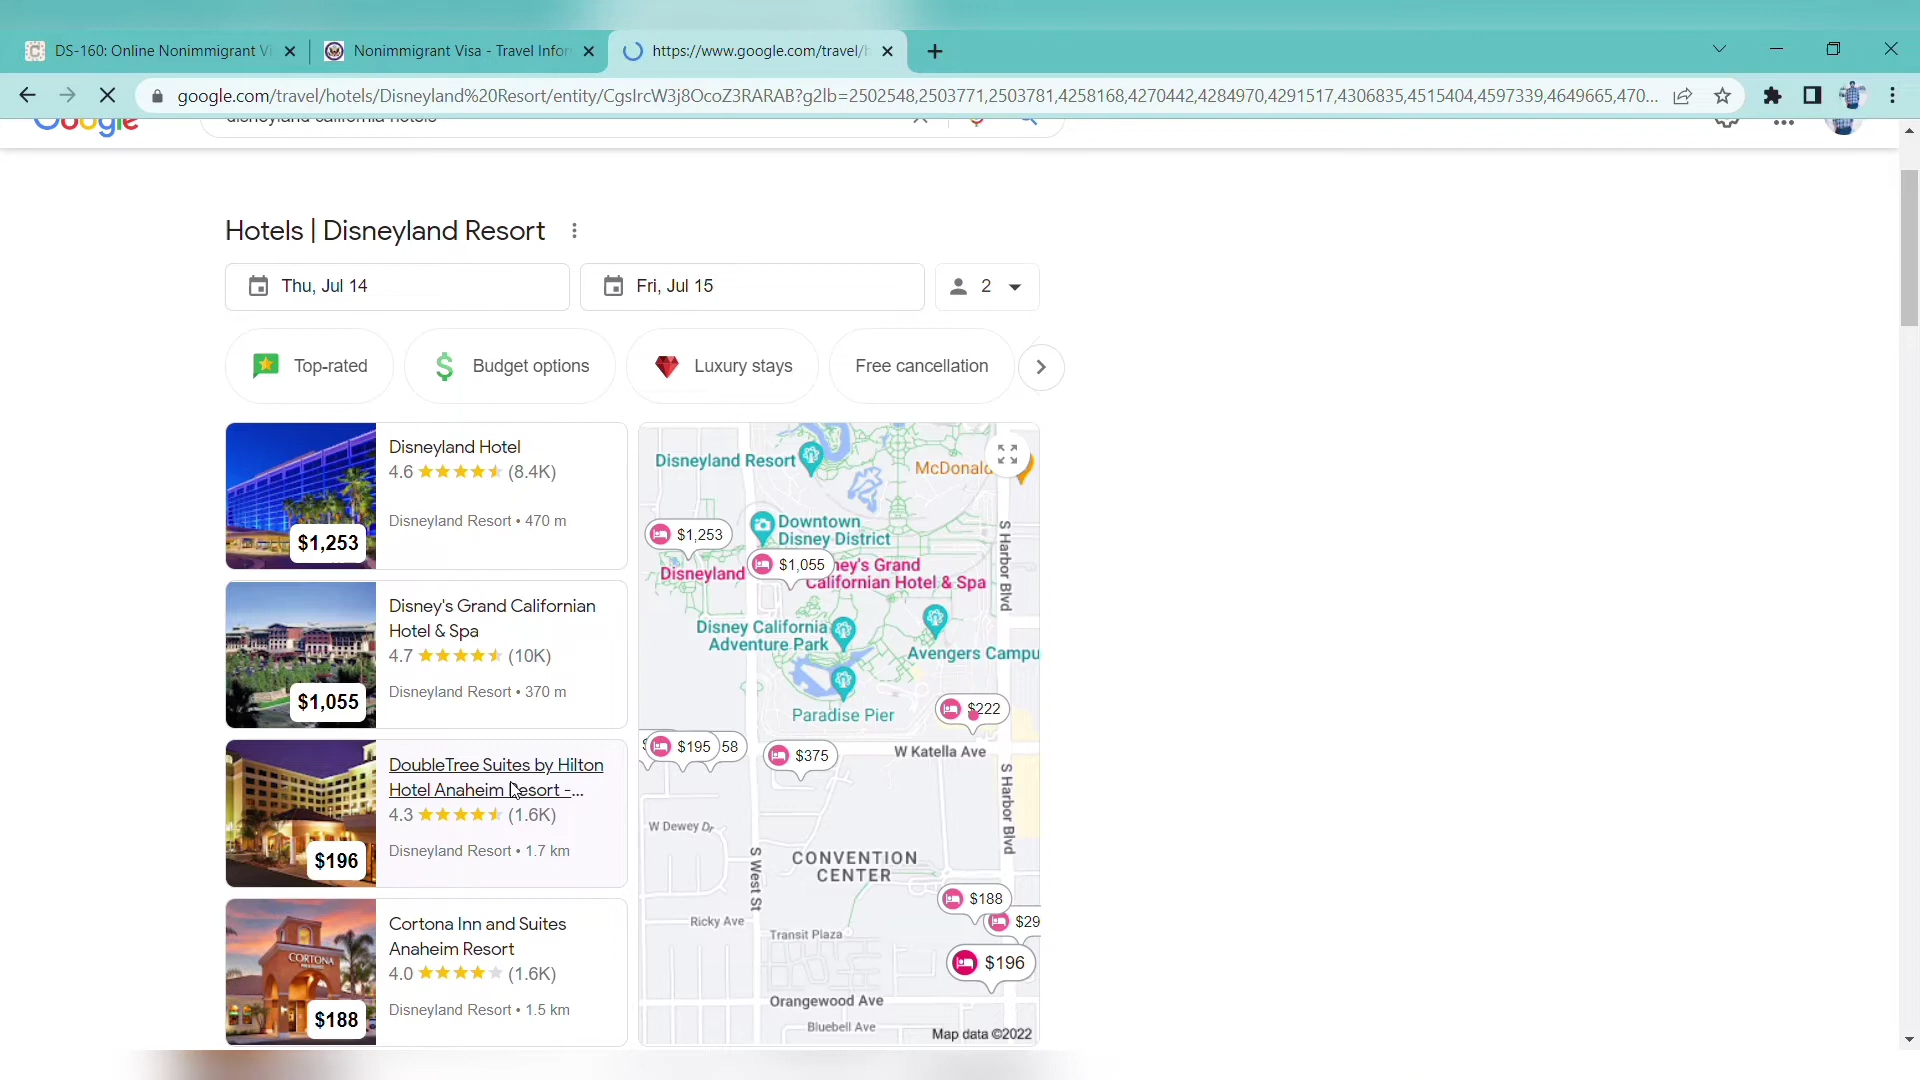 DS-160: Online Nonimmigrant Vi
Nonimmigrant Visa - Travel Infor
https://www.google.com/travel/h
google.com/travel/hotels/Disneyland%20Resort/entity/CgsIrcW3j8OcoZ3RARAB?g2lb=2502548,2503771,2503781,4258168,4270442,4284970,4291517,4306835,4515404,4597339,4649665,470...
Google
disneyland california hotels
Hotels | Disneyland Resort
Thu, Jul 14
Fri, Jul 15
2
Top-rated
Budget options
Luxury stays
Free cancellation
Disneyland Hotel
4.6 (8.4K)
Disneyland Resort • 470 m
$1,253
Disney's Grand Californian
Hotel & Spa
4.7 (10K)
Disneyland Resort • 370 m
$1,055
DoubleTree Suites by Hilton
Hotel Anaheim Resort -...
4.3 (1.6K)
Disneyland Resort • 1.7 km
$196
Cortona Inn and Suites
Anaheim Resort
4.0 (1.6K)
Disneyland Resort • 1.5 km
$188
CORTONA
Disneyland Resort
McDonald
Downtown
Disney District
$1,253
$1,055
Disneyland
ney's Grand
Californian Hotel & Spa
S Harbor Blvd
Disney California
Adventure Park
Avengers Campu
Paradise Pier
$222
$195
58
$375
W Katella Ave
S Harbor Blvd
W Dewey Dr
CONVENTION
CENTER
S West St
$188
$29
Ricky Ave
Transit Plaza
$196
Orangewood Ave
Bluebell Ave
Map data ©2022